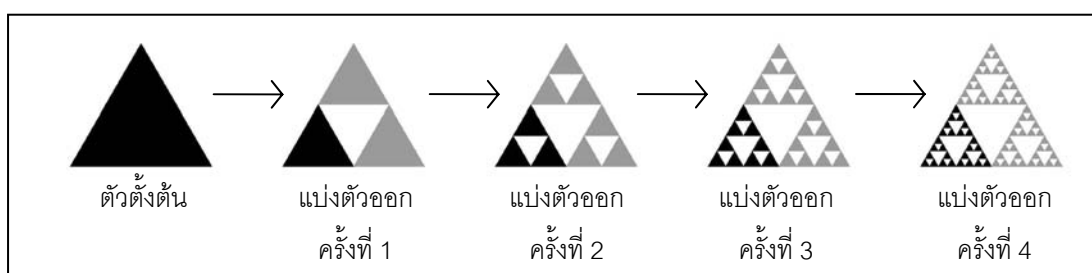 ตัวตั้งต้น แบ่งตัวออก แบ่งตัวออก แบ่งตัวออก แบ่งตัวออก
ครั้งที่ 1 ครั้งที่ 2 ครั้งที่ 3 ครั้งที่ 4